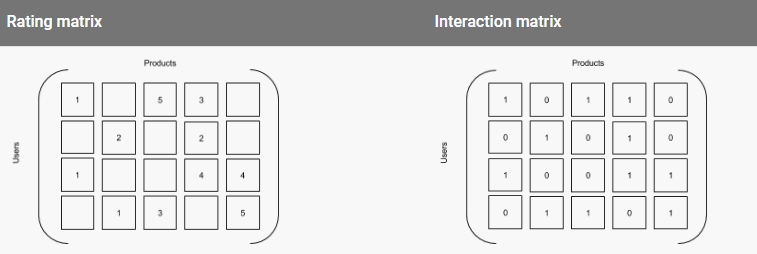 Rating matrix Interaction matrix
Products Products
Users Users
1 5 3 1 0 1 1 0
2 2 0 1 0 1 0
1 4 4 1 0 0 1 1
1 3 5 0 1 1 0 1